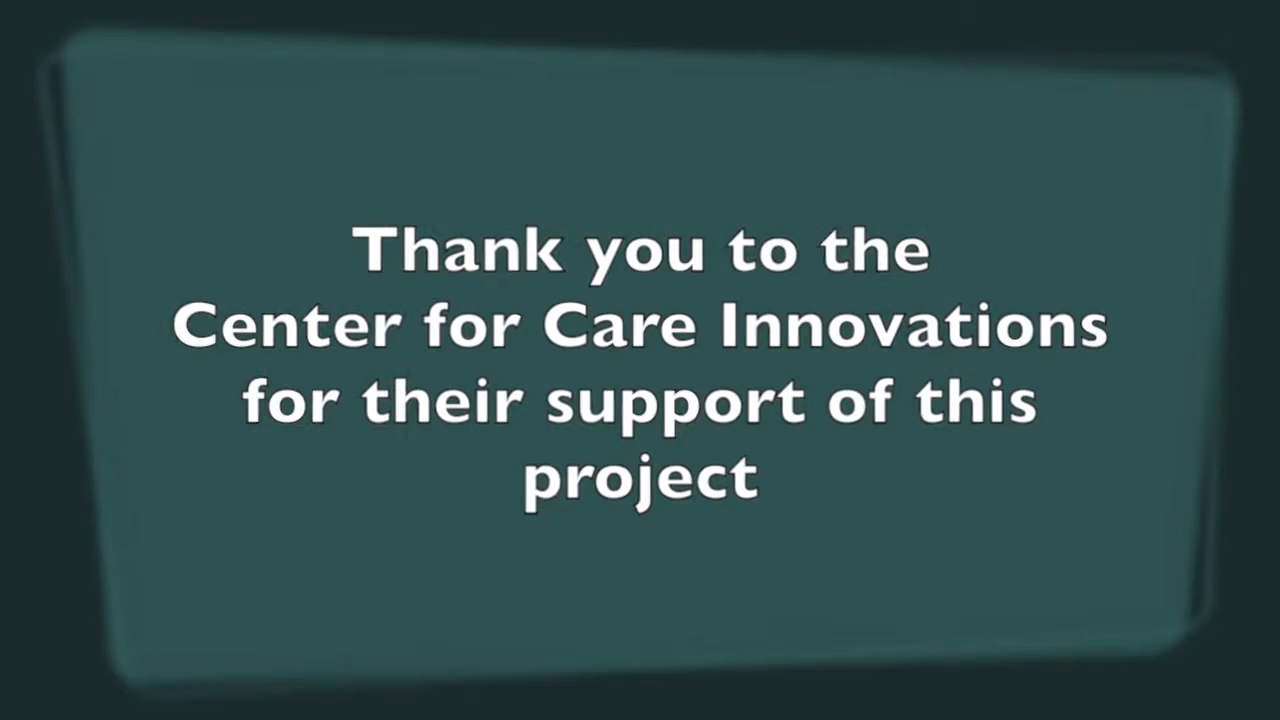 Thank you to the
Center for Care Innovations
for their support of this
project